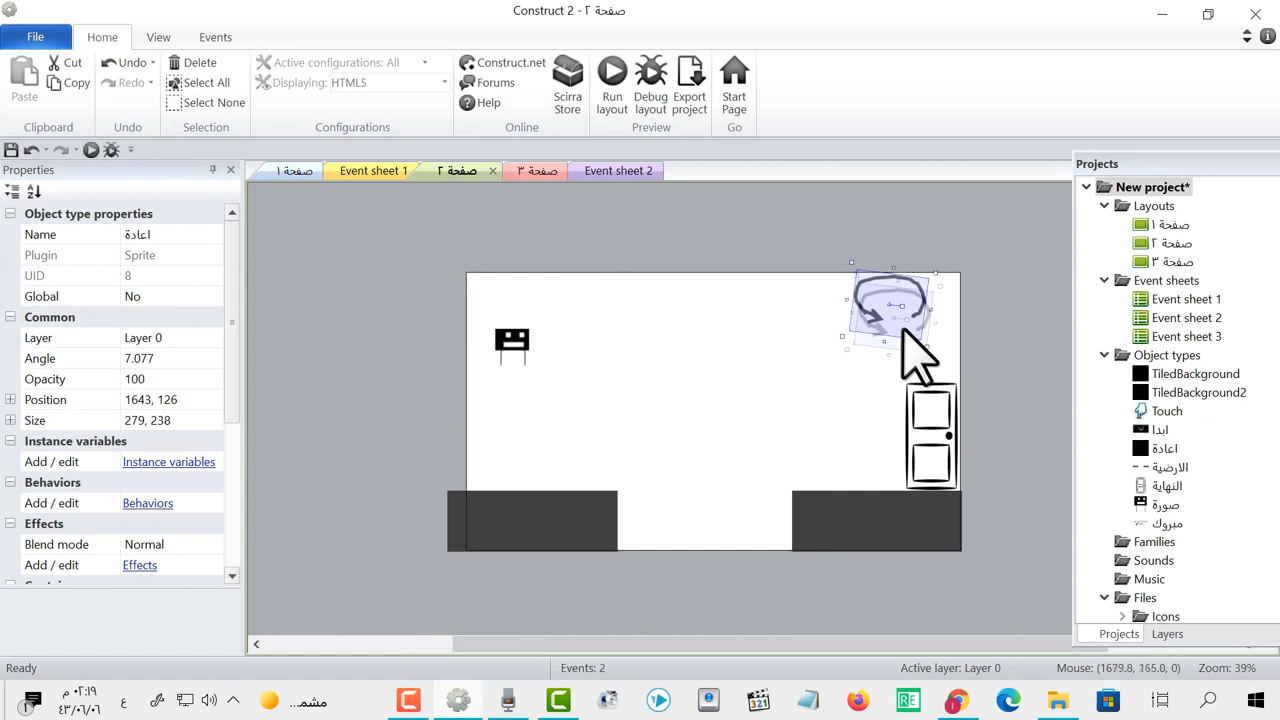 Construct 2 - صفحة ٢
File
Home
View
Events
Paste
Cut
Copy
Clipboard
Undo
Redo
Undo
Delete
Select All
Select None
Selection
Active configurations: All
Displaying: HTML5
Configurations
Construct.net
Forums
Help
Scirra Store
Online
Run layout
Debug layout
Export project
Preview
Start Page
Go
Properties
صفحة ١
Event sheet 1
صفحة ٢
صفحة ٣
Event sheet 2
Object type properties
Name اعادة
Plugin Sprite
UID 8
Global No
Common
Layer Layer 0
Angle 7.077
Opacity 100
Position 1643, 126
Size 279, 238
Instance variables
Add / edit Instance variables
Behaviors
Add / edit Behaviors
Effects
Blend mode Normal
Add / edit Effects
Projects
New project*
Layouts
صفحة ١
صفحة ٢
صفحة ٣
Event sheets
Event sheet 1
Event sheet 2
Event sheet 3
Object types
TiledBackground
TiledBackground2
Touch
ابدا
اعادة
الارضية
النهاية
صورة
مبروك
Families
Sounds
Music
Files
Icons
Projects
Layers
Ready
Events: 2
Active layer: Layer 0
Mouse: (1679.8, 165.0, 0)
Zoom: 39%
٠٢:١٩ م
٤٣/٠٦/٠٦
ع
مشمـ...